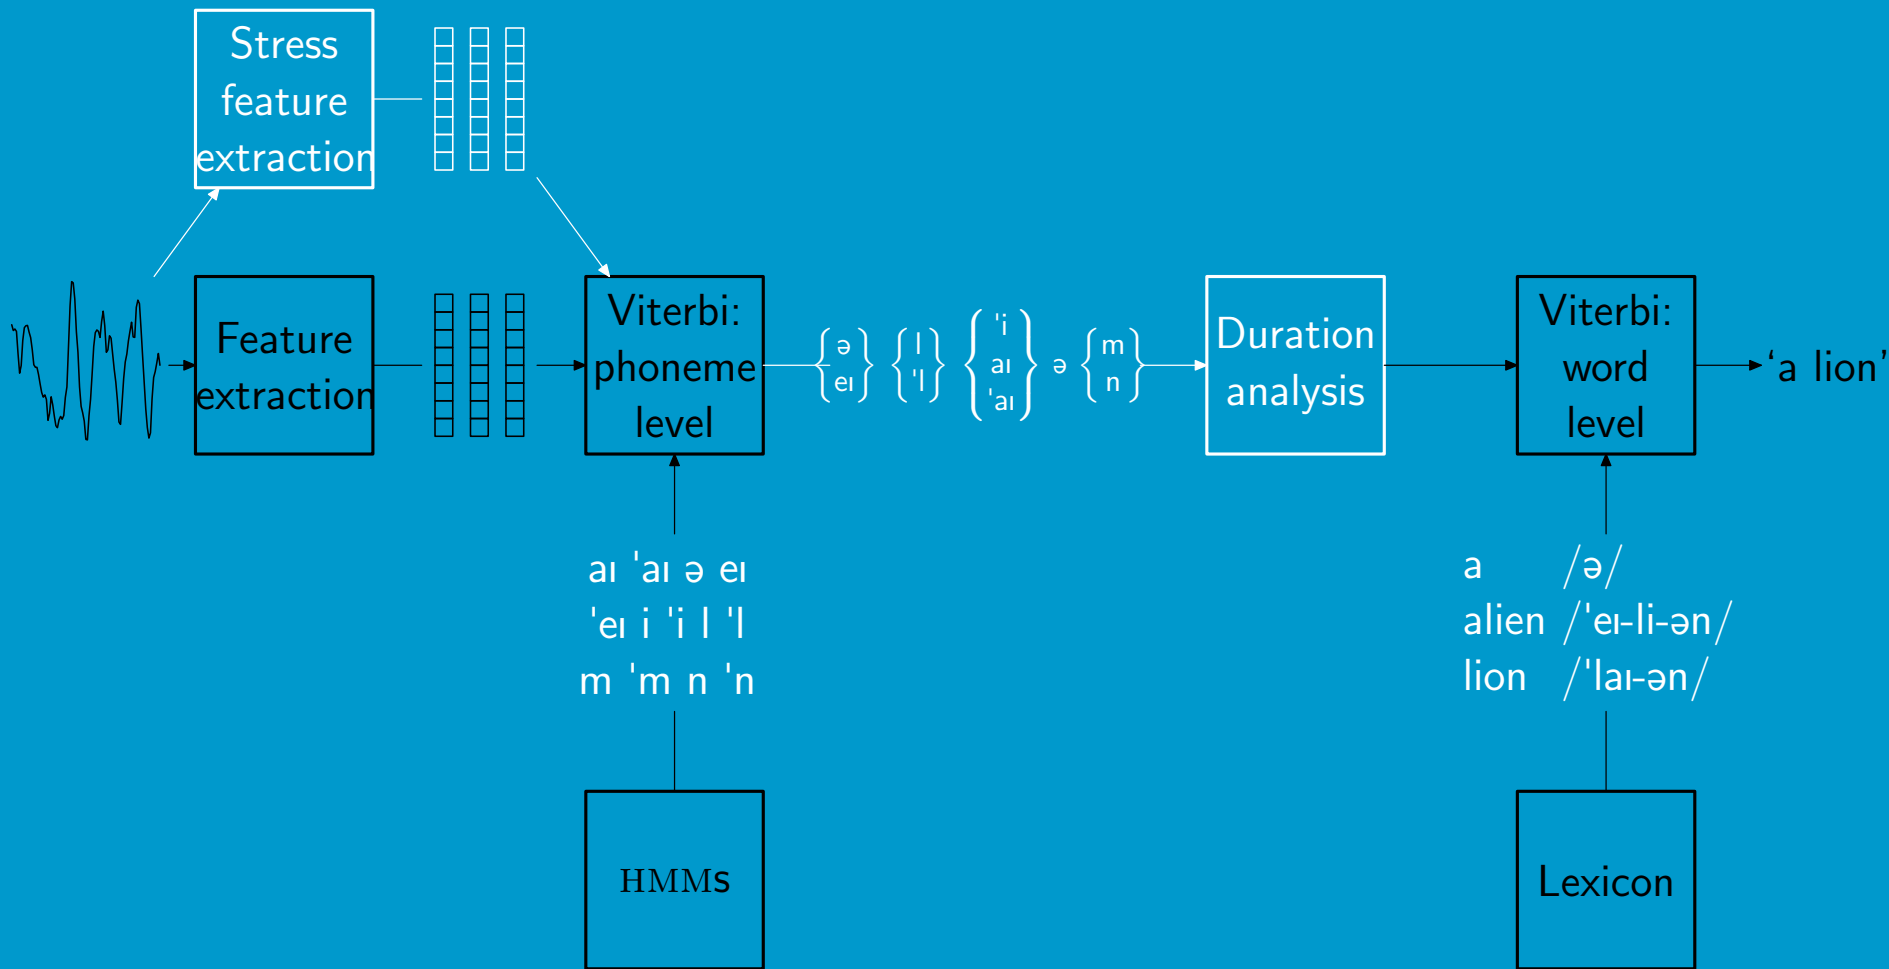 Stress
feature
extraction
Feature
extraction
Viterbi:
phoneme
level
ə
eɪ
l
ˈl
ˈi
aɪ
ˈaɪ
ə
m
n
Duration
analysis
Viterbi:
word
level
‘a lion’
aɪ ˈaɪ ə eɪ
ˈeɪ i ˈi l ˈl
m ˈm n ˈn
a /ə/
alien /ˈeɪ-li-ən/
lion /ˈlaɪ-ən/
HMMs
Lexicon